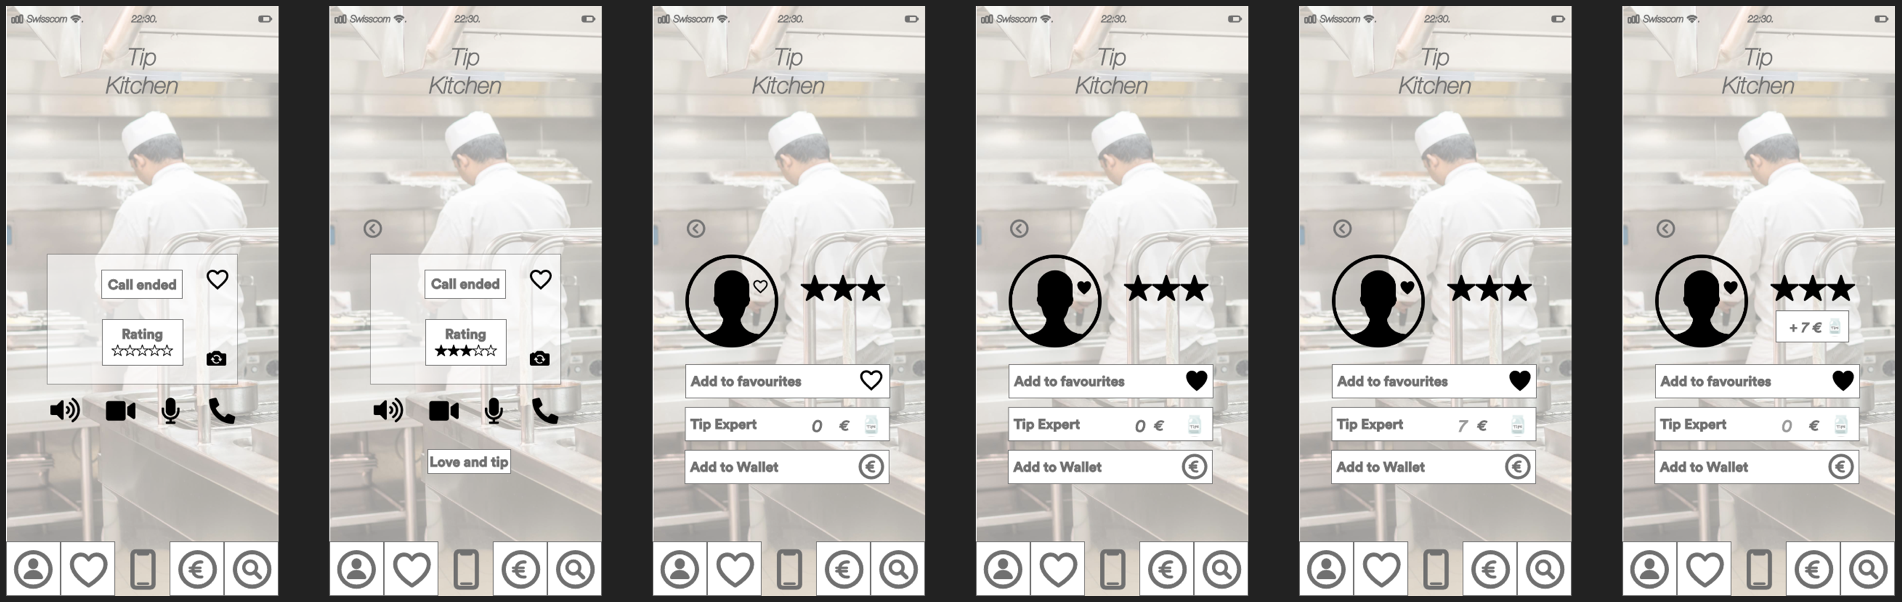 Swisscom 22:30.
Tip
Kitchen
Call ended
Rating
Swisscom 22:30.
Tip
Kitchen
Call ended
Rating
Love and tip
Swisscom 22:30.
Tip
Kitchen
Add to favourites
Tip Expert 0 €
Add to Wallet €
Swisscom 22:30.
Tip
Kitchen
Add to favourites
Tip Expert 0 €
Add to Wallet €
Swisscom 22:30.
Tip
Kitchen
Add to favourites
Tip Expert 7 €
Add to Wallet €
Swisscom 22:30.
Tip
Kitchen
+ 7 €
Add to favourites
Tip Expert 0 €
Add to Wallet €
€
€
€
€
€
€